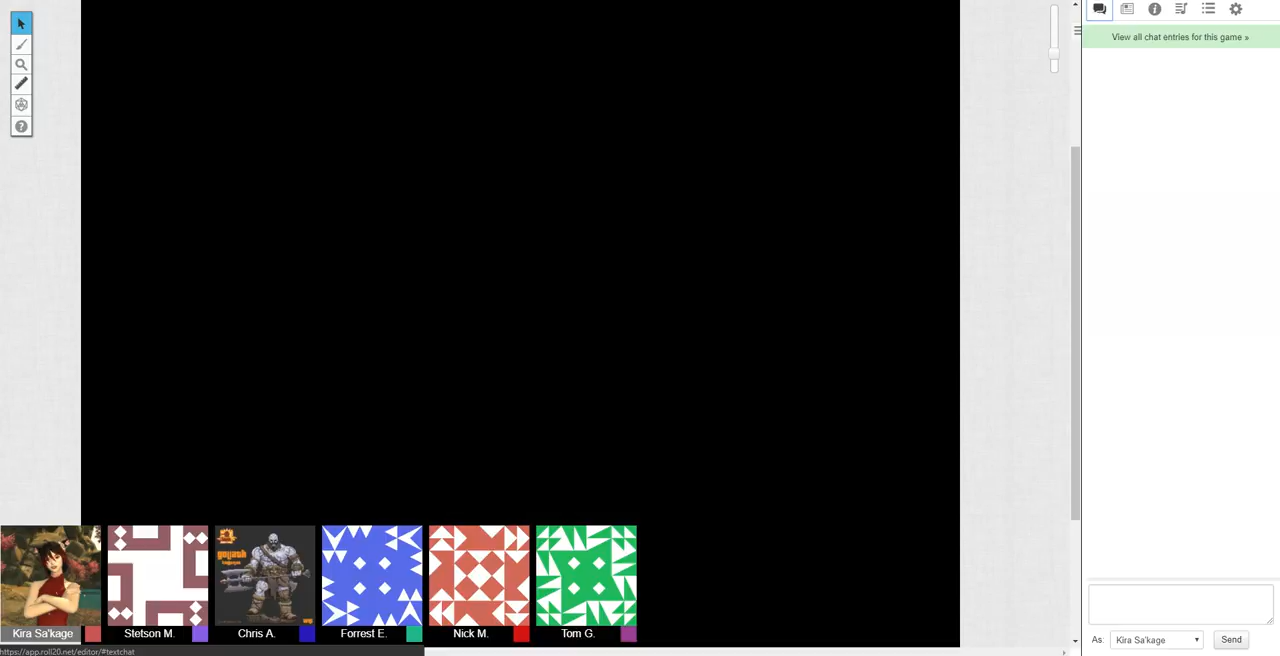 View all chat entries for this game »
goliath
Kira Sa'kage
Stetson M.
Chris A.
Forrest E.
Nick M.
Tom G.
As:
Kira Sa'kage
Send
https://app.roll20.net/editor/#textchat